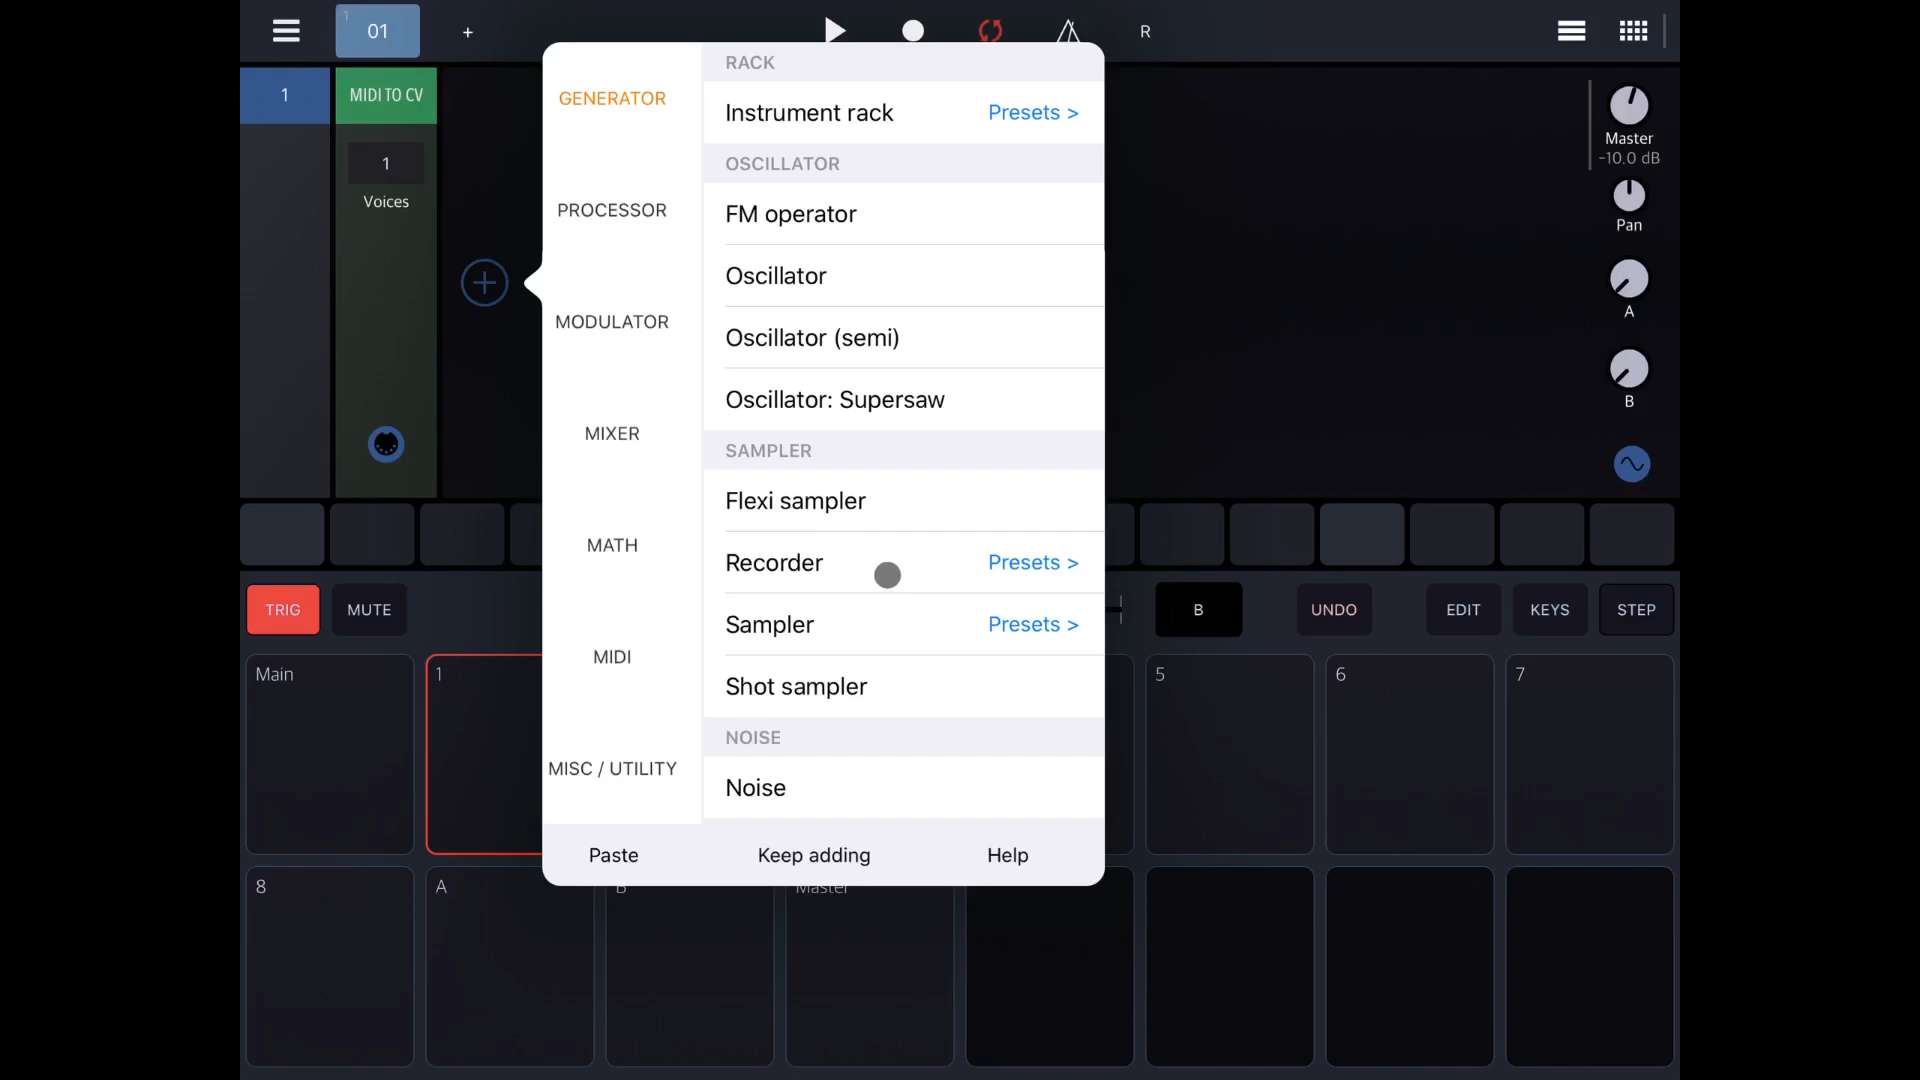 1
01
+
R
1
MIDI TO CV
1
Voices
GENERATOR
PROCESSOR
MODULATOR
MIXER
MATH
MIDI
MISC / UTILITY
RACK
Instrument rack Presets >
OSCILLATOR
FM operator
Oscillator
Oscillator (semi)
Oscillator: Supersaw
SAMPLER
Flexi sampler
Recorder Presets >
Sampler Presets >
Shot sampler
NOISE
Noise
Paste Keep adding Help
Master
-10.0 dB
Pan
A
B
TRIG MUTE B UNDO EDIT KEYS STEP
Main 1 5 6 7
8 A B Master